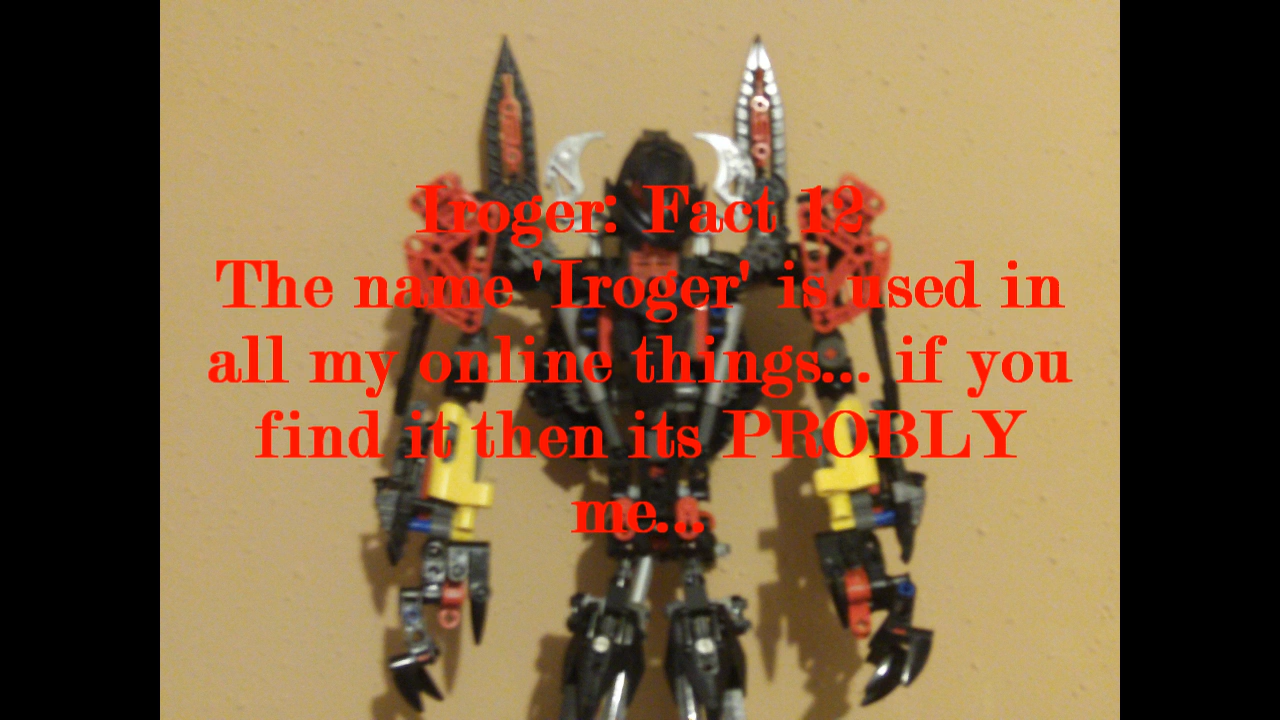 Iroger: Fact 12
The name 'Iroger' is used in
all my online things... if you
find it then its PROBLY
me...